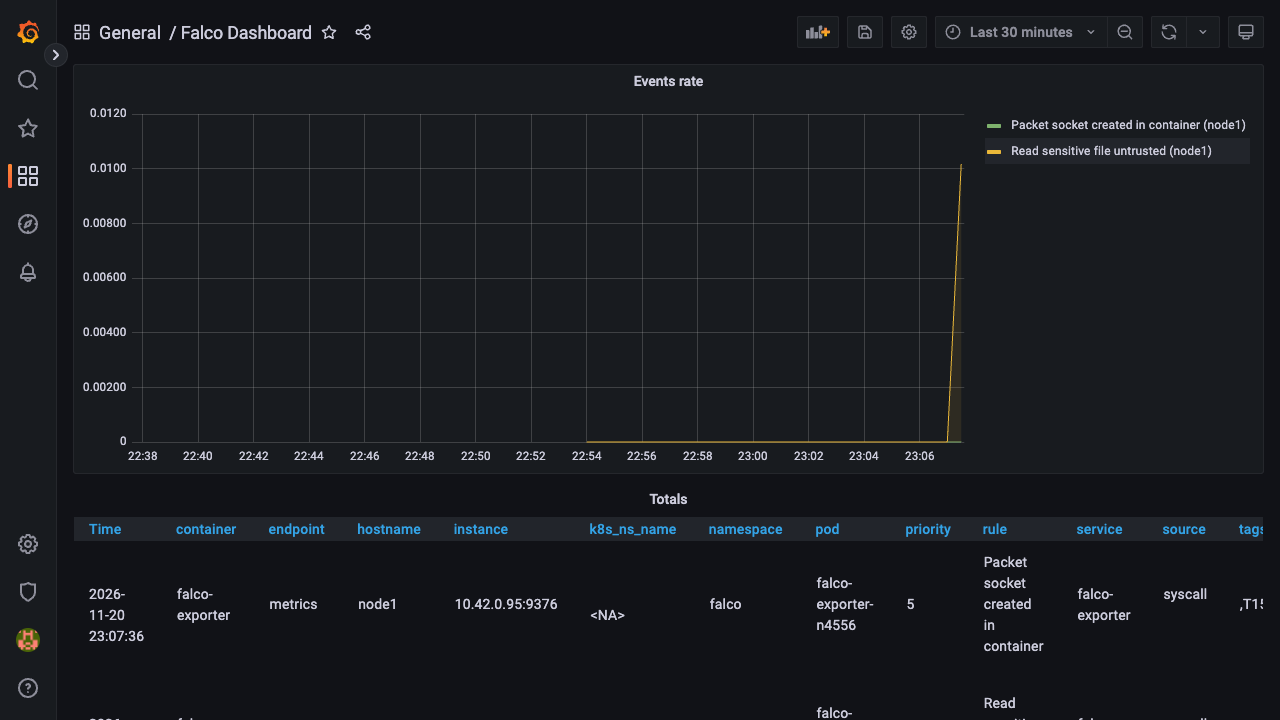 General / Falco Dashboard
Last 30 minutes
Events rate
0.0120
0.0100
0.00800
0.00600
0.00400
0.00200
0
22:38 22:40 22:42 22:44 22:46 22:48 22:50 22:52 22:54 22:56 22:58 23:00 23:02 23:04 23:06
Packet socket created in container (node1)
Read sensitive file untrusted (node1)
Totals
Time container endpoint hostname instance k8s_ns_name namespace pod priority rule service source tags
2026-
11-20
23:07:36
falco-
exporter
metrics
node1
10.42.0.95:9376
<NA>
falco
falco-
exporter-
n4556
5
Packet
socket
created
in
container
falco-
exporter
syscall
,T15
falco-
Read